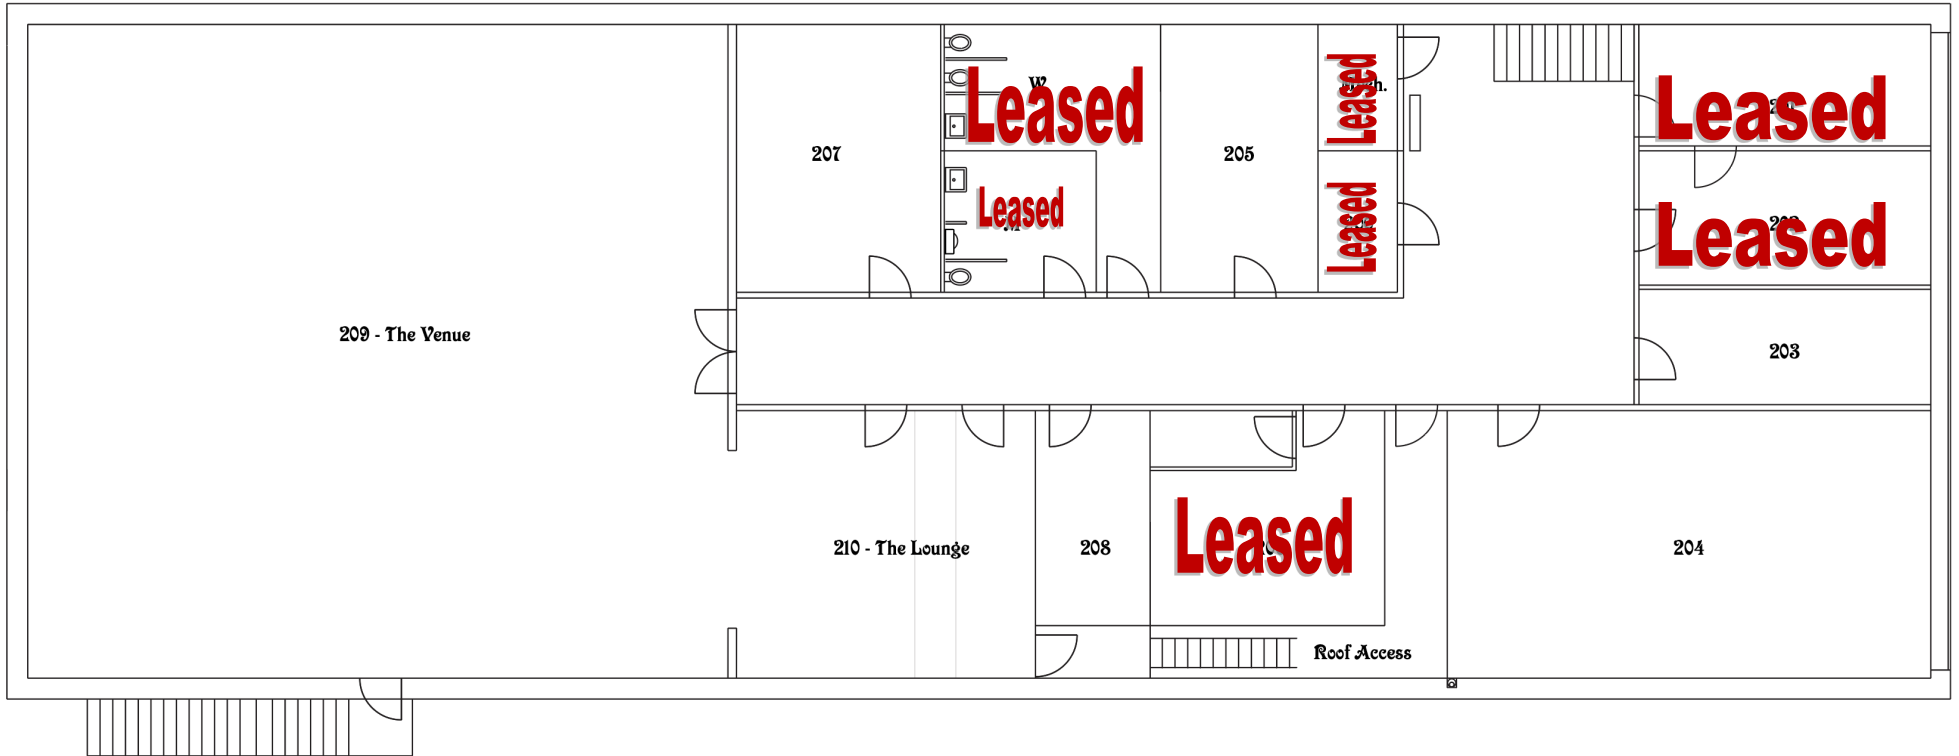 W
Leased
Leased
Leased
Leased
207
205
Leased
Leased
Leased
209 - The Venue
203
210 - The Lounge
208
Leased
204
Roof Access